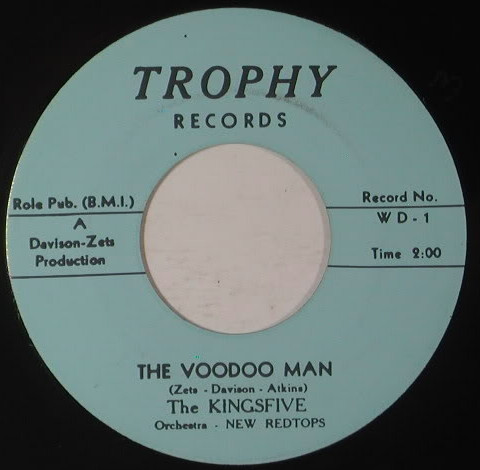 TROPHY
RECORDS
Role Pub. (B.M.I.)
A
Davison-Zets
Production
Record No.
WD-1
Time 2:00
THE VOODOO MAN
(Zets - Davison - Atkins)
The KINGSFIVE
Orchestra - NEW REDTOPS